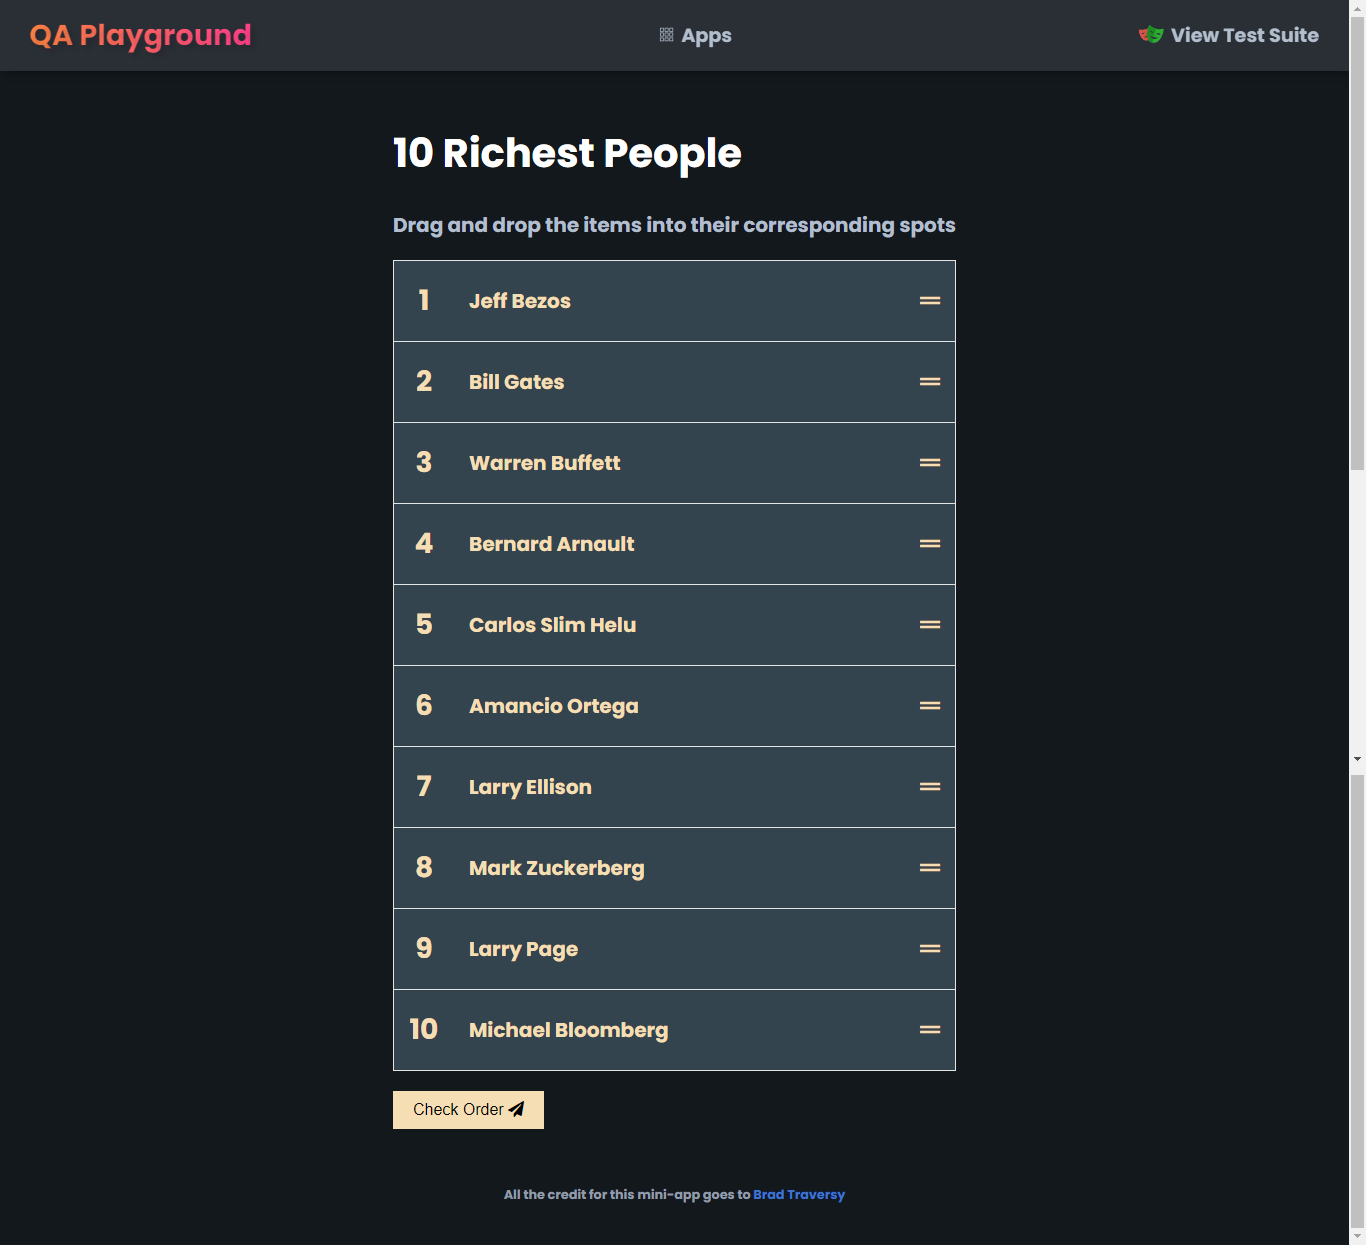 QA Playground
Apps
View Test Suite
10 Richest People
Drag and drop the items into their corresponding spots
1 Jeff Bezos
2 Bill Gates
3 Warren Buffett
4 Bernard Arnault
5 Carlos Slim Helu
6 Amancio Ortega
7 Larry Ellison
8 Mark Zuckerberg
9 Larry Page
10 Michael Bloomberg
Check Order
All the credit for this mini-app goes to Brad Traversy